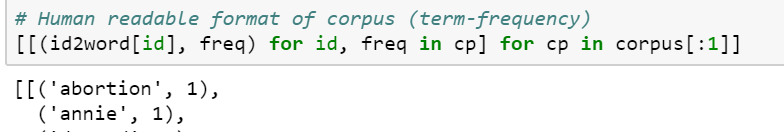 # Human readable format of corpus (term-frequency)
[[(id2word[id], freq) for id, freq in cp] for cp in corpus[:1]]
[[('abortion', 1),
('annie', 1),